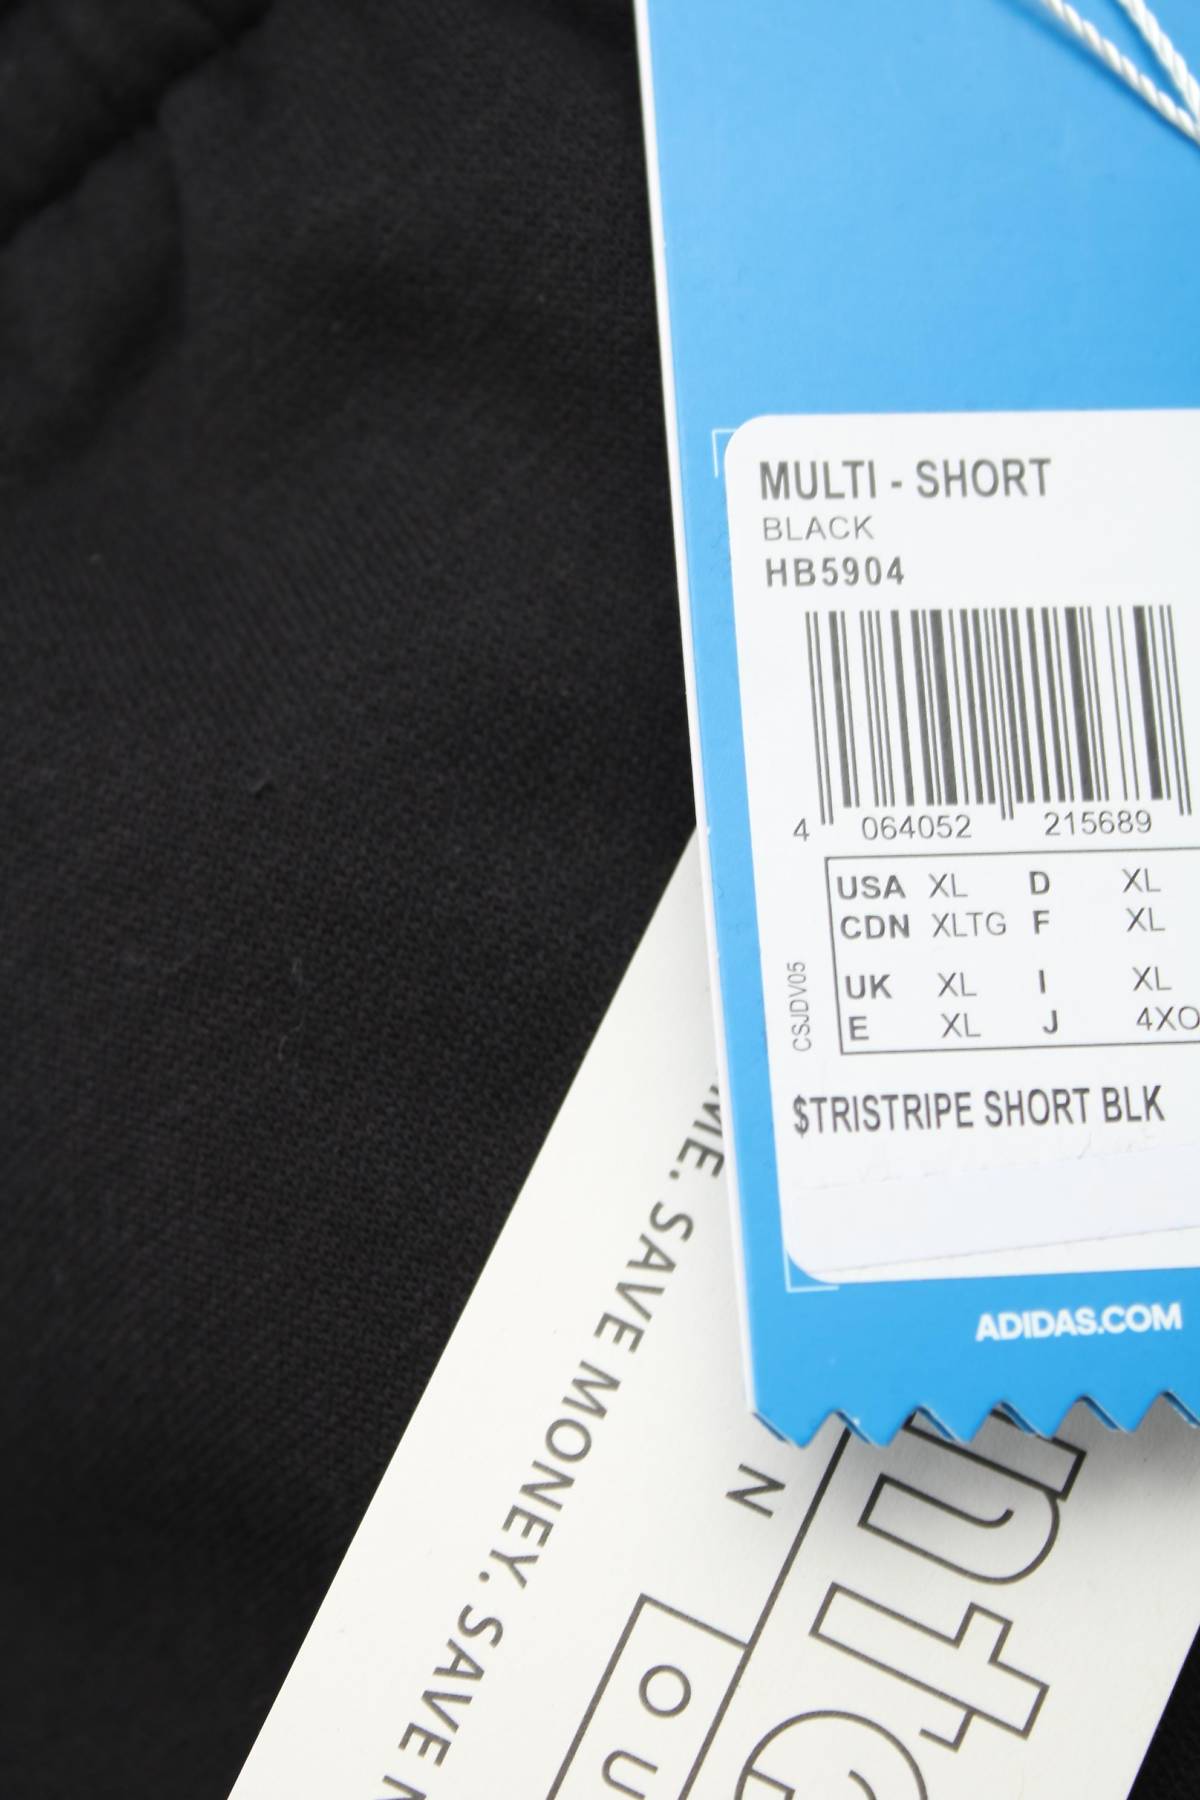 MULTI - SHORT
BLACK
HB5904
4 064052 215689
USA XL D XL
CDN XLTG F XL
UK XL I XL
E XL J 4XO
CSJDV05
$TRISTRIPE SHORT BLK
ADIDAS.COM
ME. SAVE MONEY. SAVE
N
OU